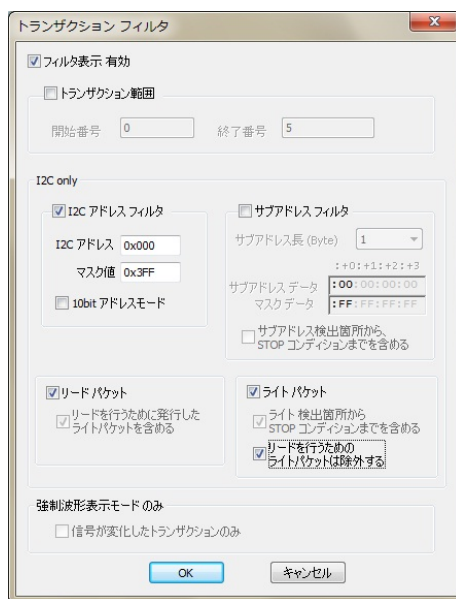 トランザクション フィルタ
x
フィルタ表示 有効
トランザクション範囲
開始番号 0 終了番号 5
I2C only
I2C アドレス フィルタ
I2C アドレス 0x000
マスク値 0x3FF
10bit アドレスモード
サブアドレス フィルタ
サブアドレス長 (Byte) 1
:+0:+1:+2:+3
サブアドレス データ :00:00:00:00
マスク データ :FF:FF:FF:FF
サブアドレス検出箇所から、
STOP コンディションまでを含める
リード パケット
リードを行うために発行した
ライトパケットを含める
ライト パケット
ライト 検出箇所から
STOP コンディションまでを含める
リードを行うための
ライトパケットは除外する
強制波形表示モード のみ
信号が変化したトランザクションのみ
OK キャンセル